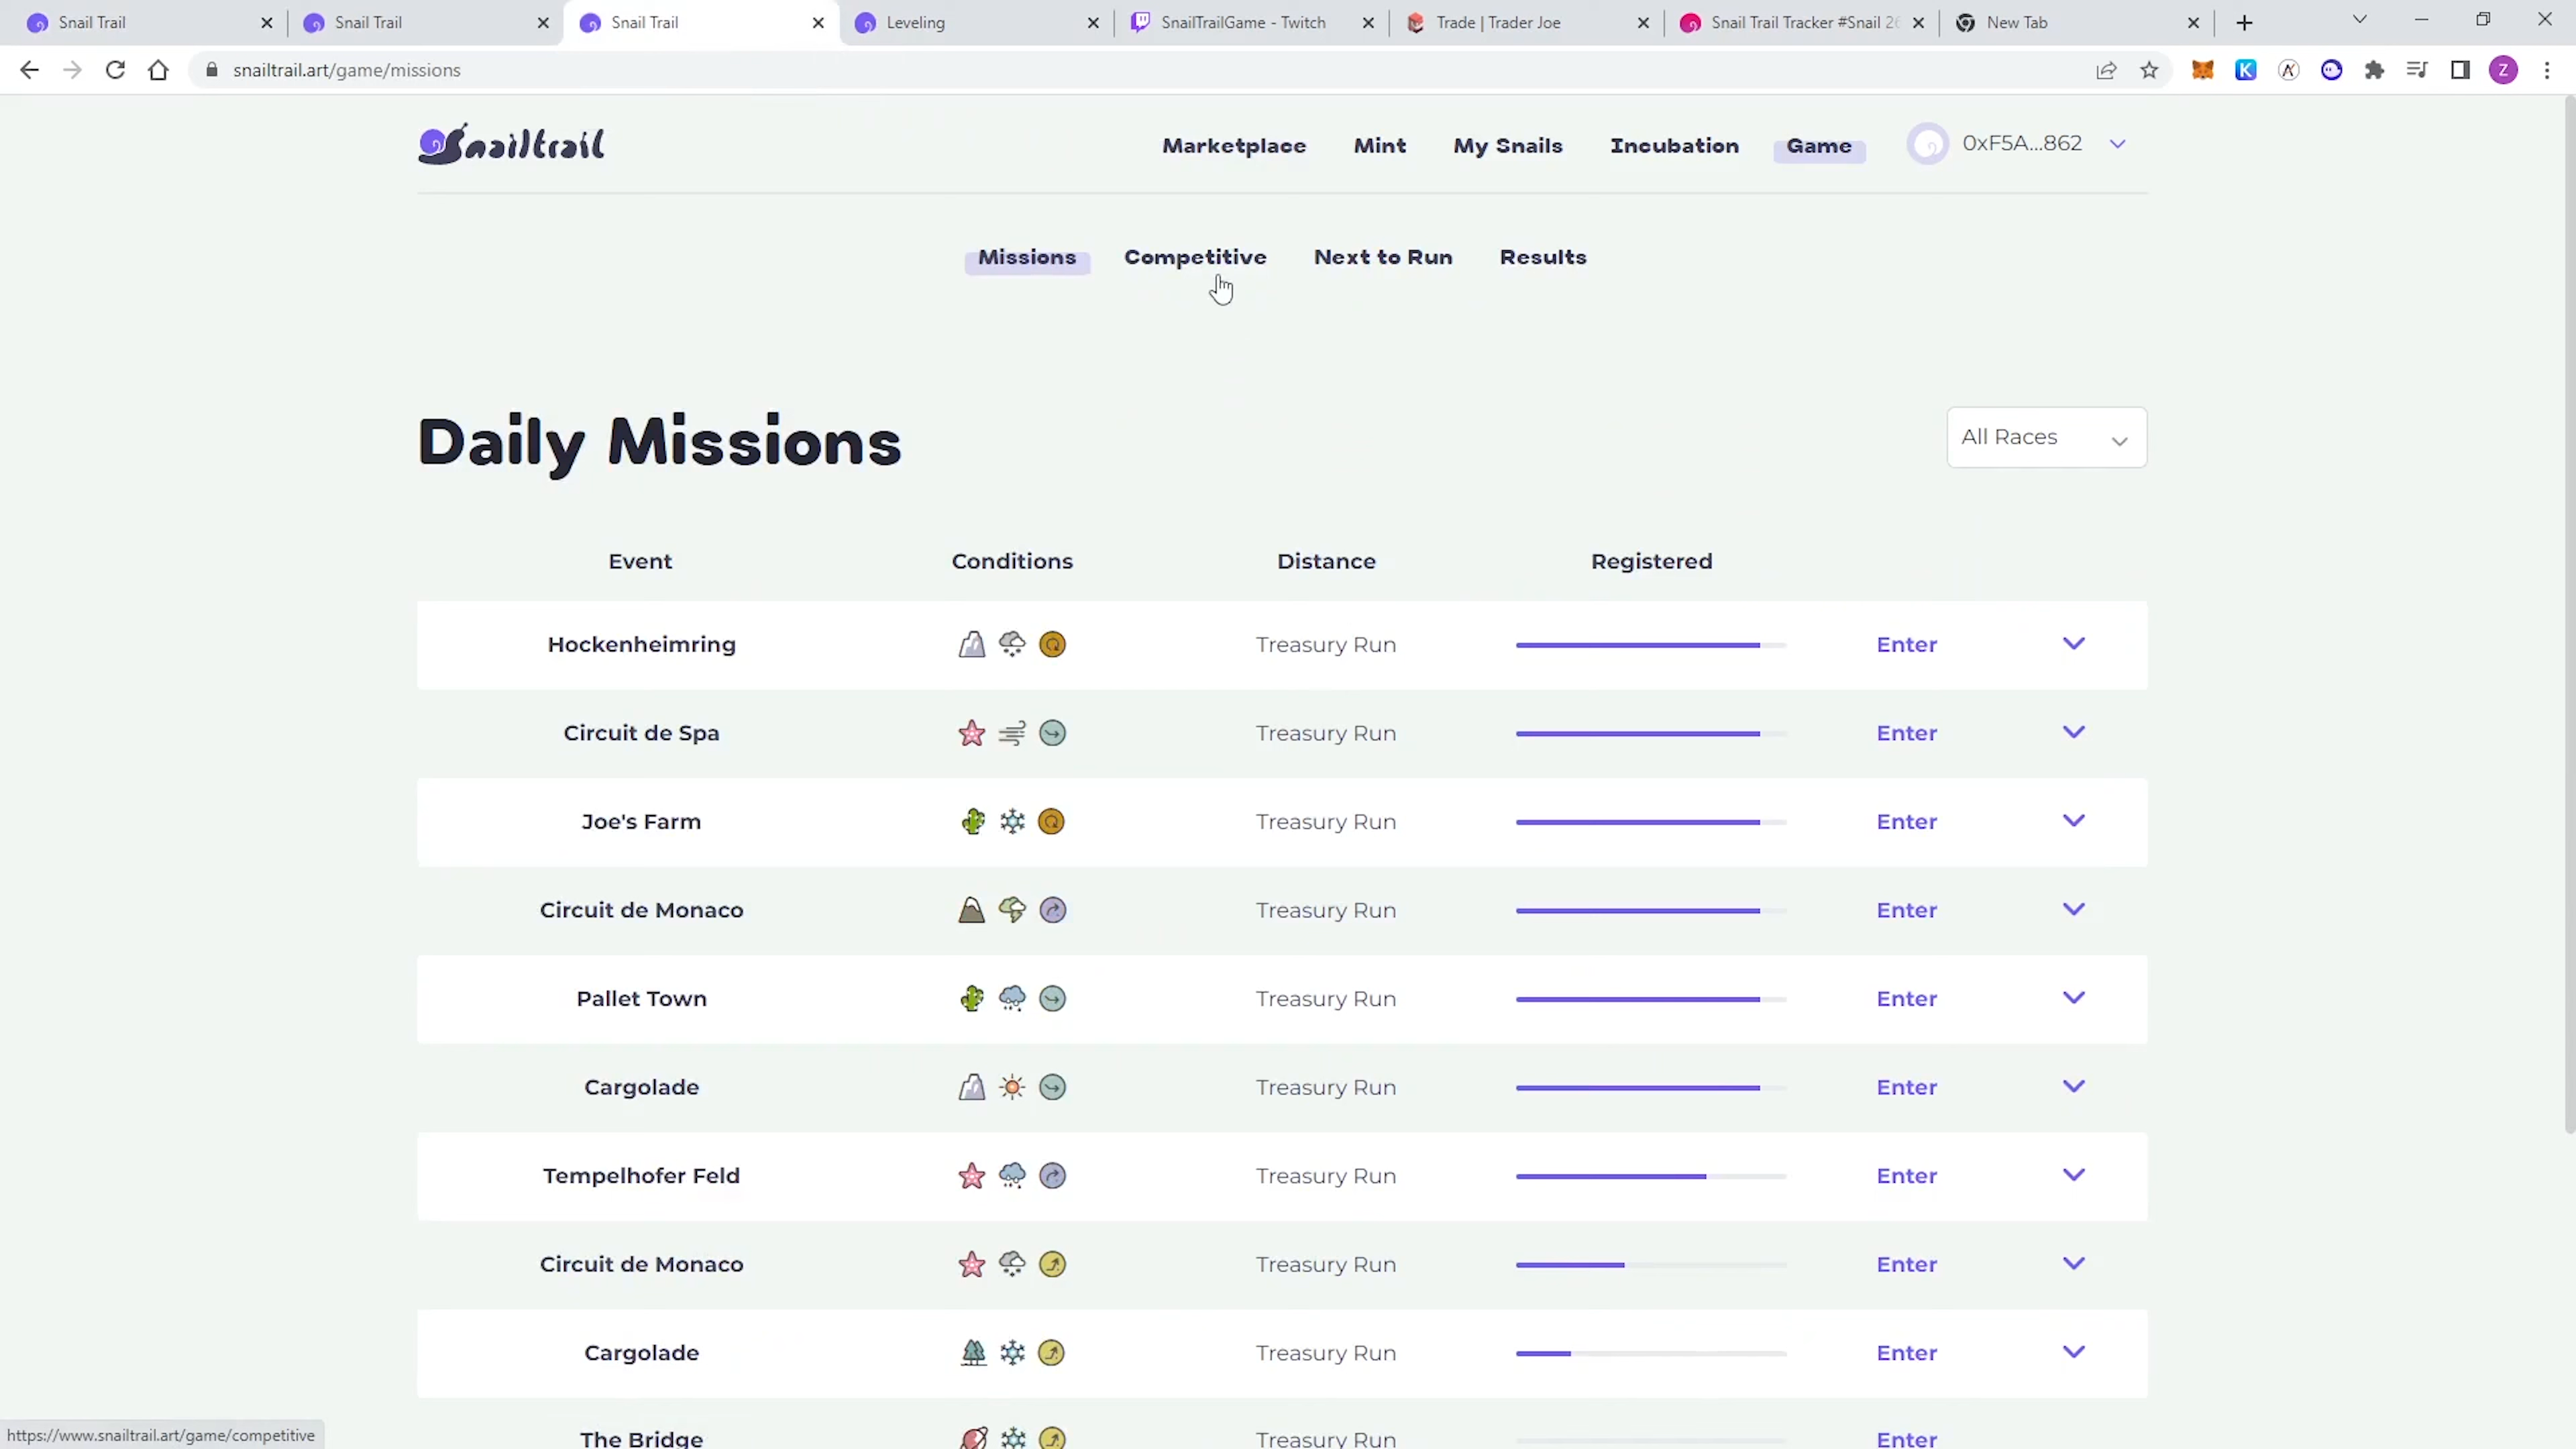 Snail Trail
Snail Trail
Snail Trail
Leveling
SnailTrailGame - Twitch
Trade | Trader Joe
Snail Trail Tracker #Snail
New Tab
snailtrail.art/game/missions
K
Z
Snailtrail
Marketplace
Mint
My Snails
Incubation
Game
0xF5A...862
Missions
Competitive
Next to Run
Results
Daily Missions
All Races
Event Conditions Distance Registered
Hockenheimring Treasury Run Enter
Circuit de Spa Treasury Run Enter
Joe's Farm Treasury Run Enter
Circuit de Monaco Treasury Run Enter
Pallet Town Treasury Run Enter
Cargolade Treasury Run Enter
Tempelhofer Feld Treasury Run Enter
Circuit de Monaco Treasury Run Enter
Cargolade Treasury Run Enter
The Bridge Treasury Run Enter
https://www.snailtrail.art/game/competitive